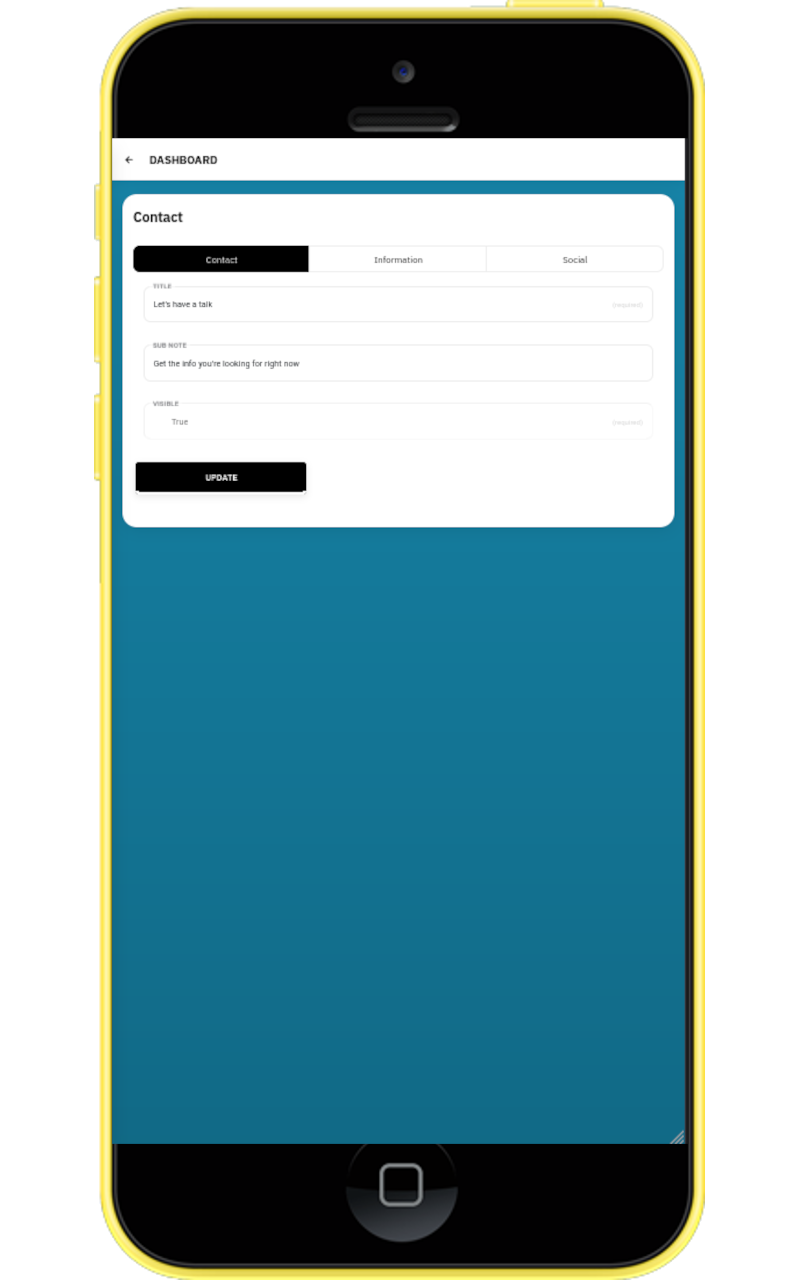 DASHBOARD
Contact
Contact Information Social
TITLE
Let's have a talk (required)
SUB NOTE
Get the info you're looking for right now
VISIBLE
True (required)
UPDATE